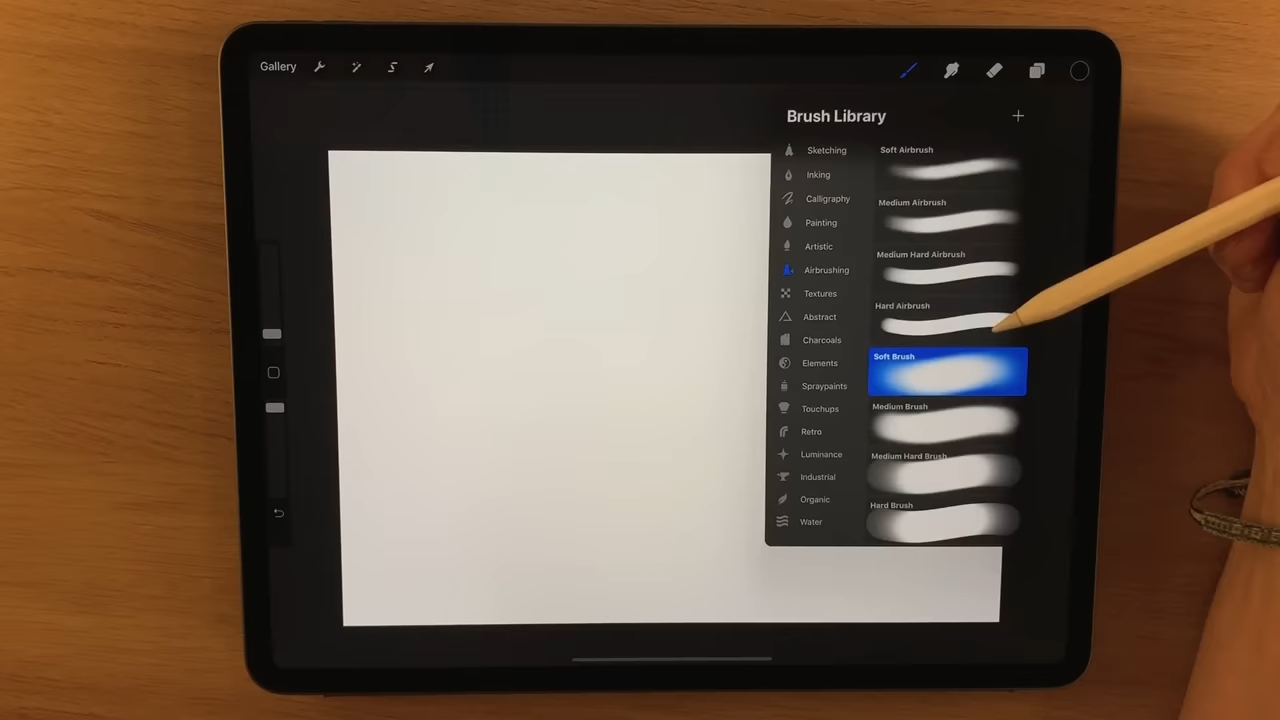 Gallery
Brush Library
Sketching
Inking
Calligraphy
Painting
Artistic
Airbrushing
Textures
Abstract
Charcoals
Elements
Spraypaints
Touchups
Retro
Luminance
Industrial
Organic
Water
Soft Airbrush
Medium Airbrush
Medium Hard Airbrush
Hard Airbrush
Soft Brush
Medium Brush
Medium Hard Brush
Hard Brush